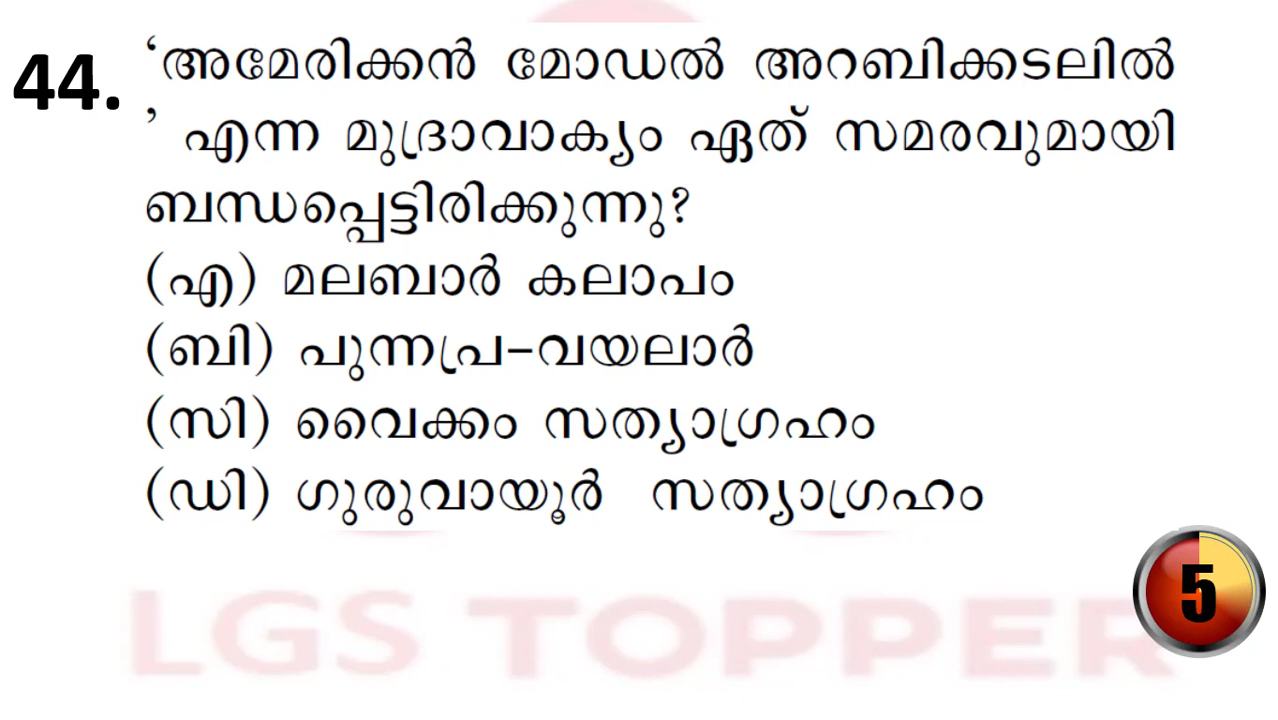 44. ‘അമേരിക്കൻ മോഡൽ അറബിക്കടലിൽ
’ എന്ന മുദ്രാവാക്യം ഏത് സമരവുമായി
ബന്ധപ്പെട്ടിരിക്കുന്നു?
(എ) മലബാർ കലാപം
(ബി) പുന്നപ്ര-വയലാർ
(സി) വൈക്കം സത്യാഗ്രഹം
(ഡി) ഗുരുവായൂർ സത്യാഗ്രഹം
5
LGS TOPPER